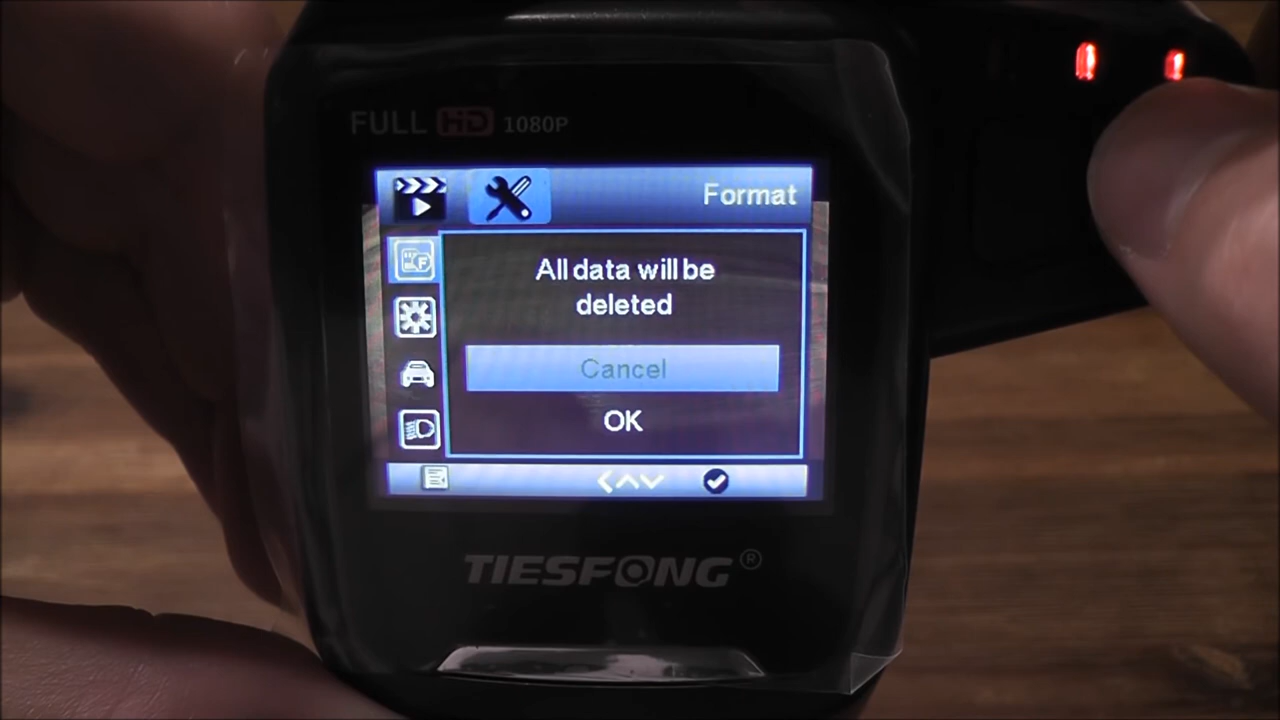 FULL HD 1080P
Format
All data will be
deleted
Cancel
OK
TIESFONG®